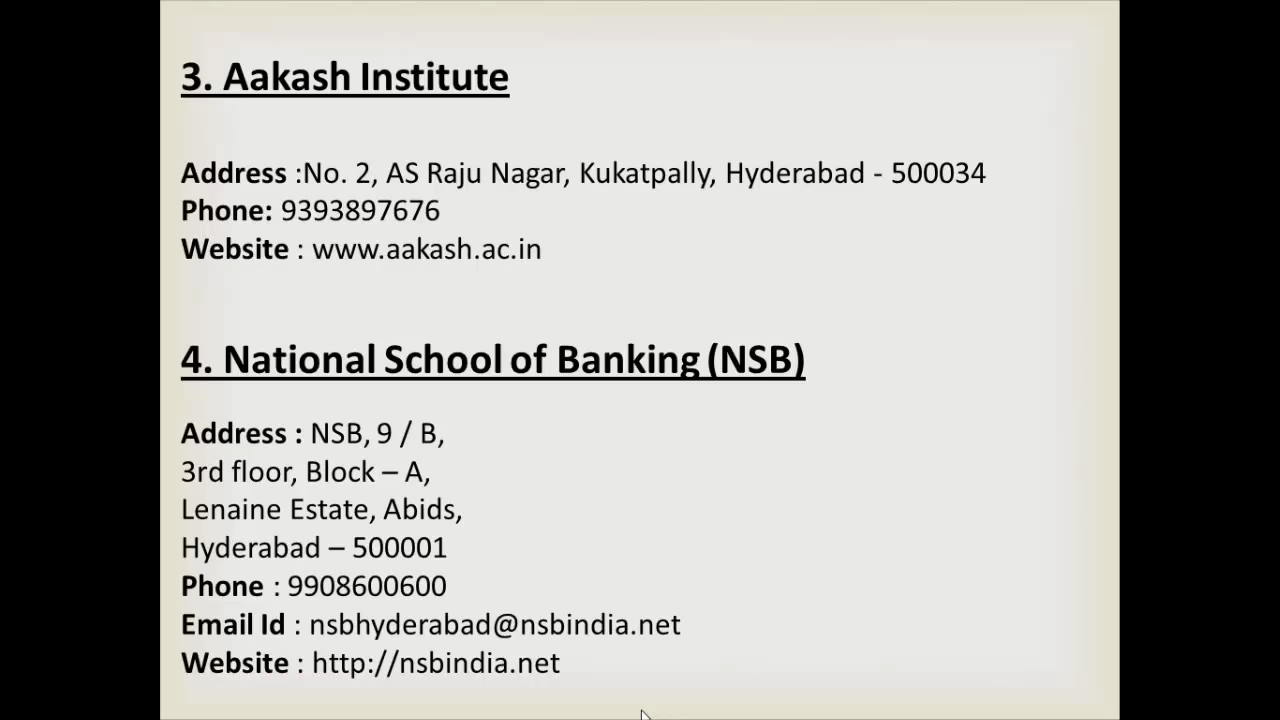 3. Aakash Institute
Address :No. 2, AS Raju Nagar, Kukatpally, Hyderabad - 500034
Phone: 9393897676
Website : www.aakash.ac.in
4. National School of Banking (NSB)
Address : NSB, 9 / B,
3rd floor, Block – A,
Lenaine Estate, Abids,
Hyderabad – 500001
Phone : 9908600600
Email Id : nsbhyderabad@nsbindia.net
Website : http://nsbindia.net